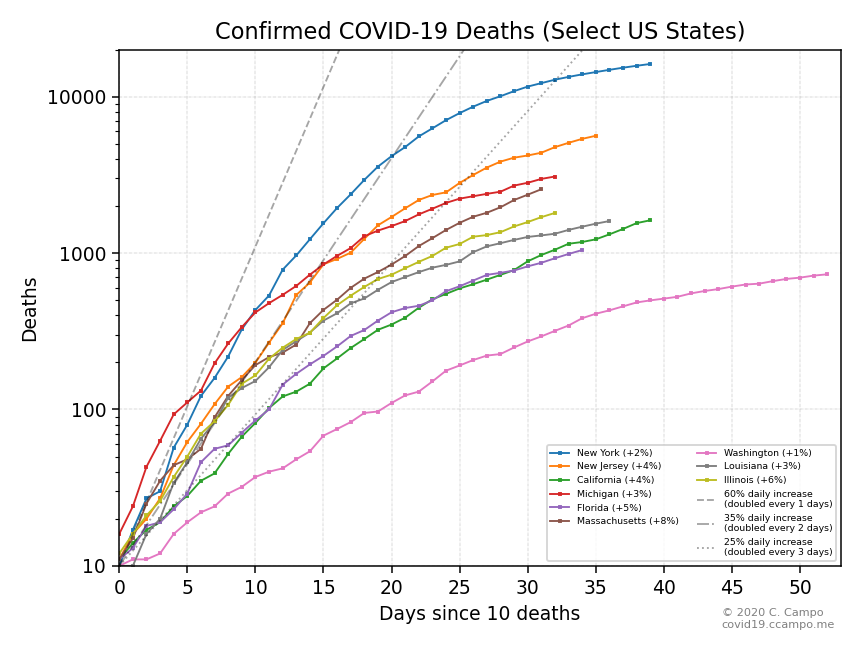 Confirmed COVID-19 Deaths (Select US States)
Deaths
10000
1000
100
10
0 5 10 15 20 25 30 35 40 45 50
Days since 10 deaths
New York (+2%)
New Jersey (+4%)
California (+4%)
Michigan (+3%)
Florida (+5%)
Massachusetts (+8%)
Washington (+1%)
Louisiana (+3%)
Illinois (+6%)
60% daily increase
(doubled every 1 days)
35% daily increase
(doubled every 2 days)
25% daily increase
(doubled every 3 days)
© 2020 C. Campo
covid19.ccampo.me